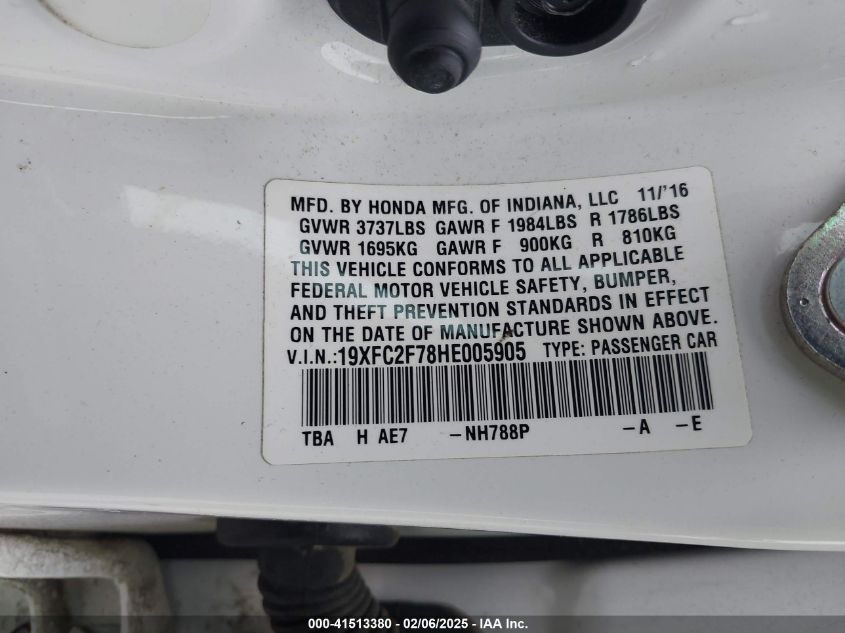 MFD. BY HONDA MFG. OF INDIANA, LLC 11/'16
GVWR 3737LBS GAWR F 1984LBS R 1786LBS
GVWR 1695KG GAWR F 900KG R 810KG
THIS VEHICLE CONFORMS TO ALL APPLICABLE
FEDERAL MOTOR VEHICLE SAFETY, BUMPER,
AND THEFT PREVENTION STANDARDS IN EFFECT
ON THE DATE OF MANUFACTURE SHOWN ABOVE.
V.I.N.:19XFC2F78HE005905 TYPE: PASSENGER CAR
TBA H AE7 -NH788P -A -E
000-41513380 - 02/06/2025 - IAA Inc.